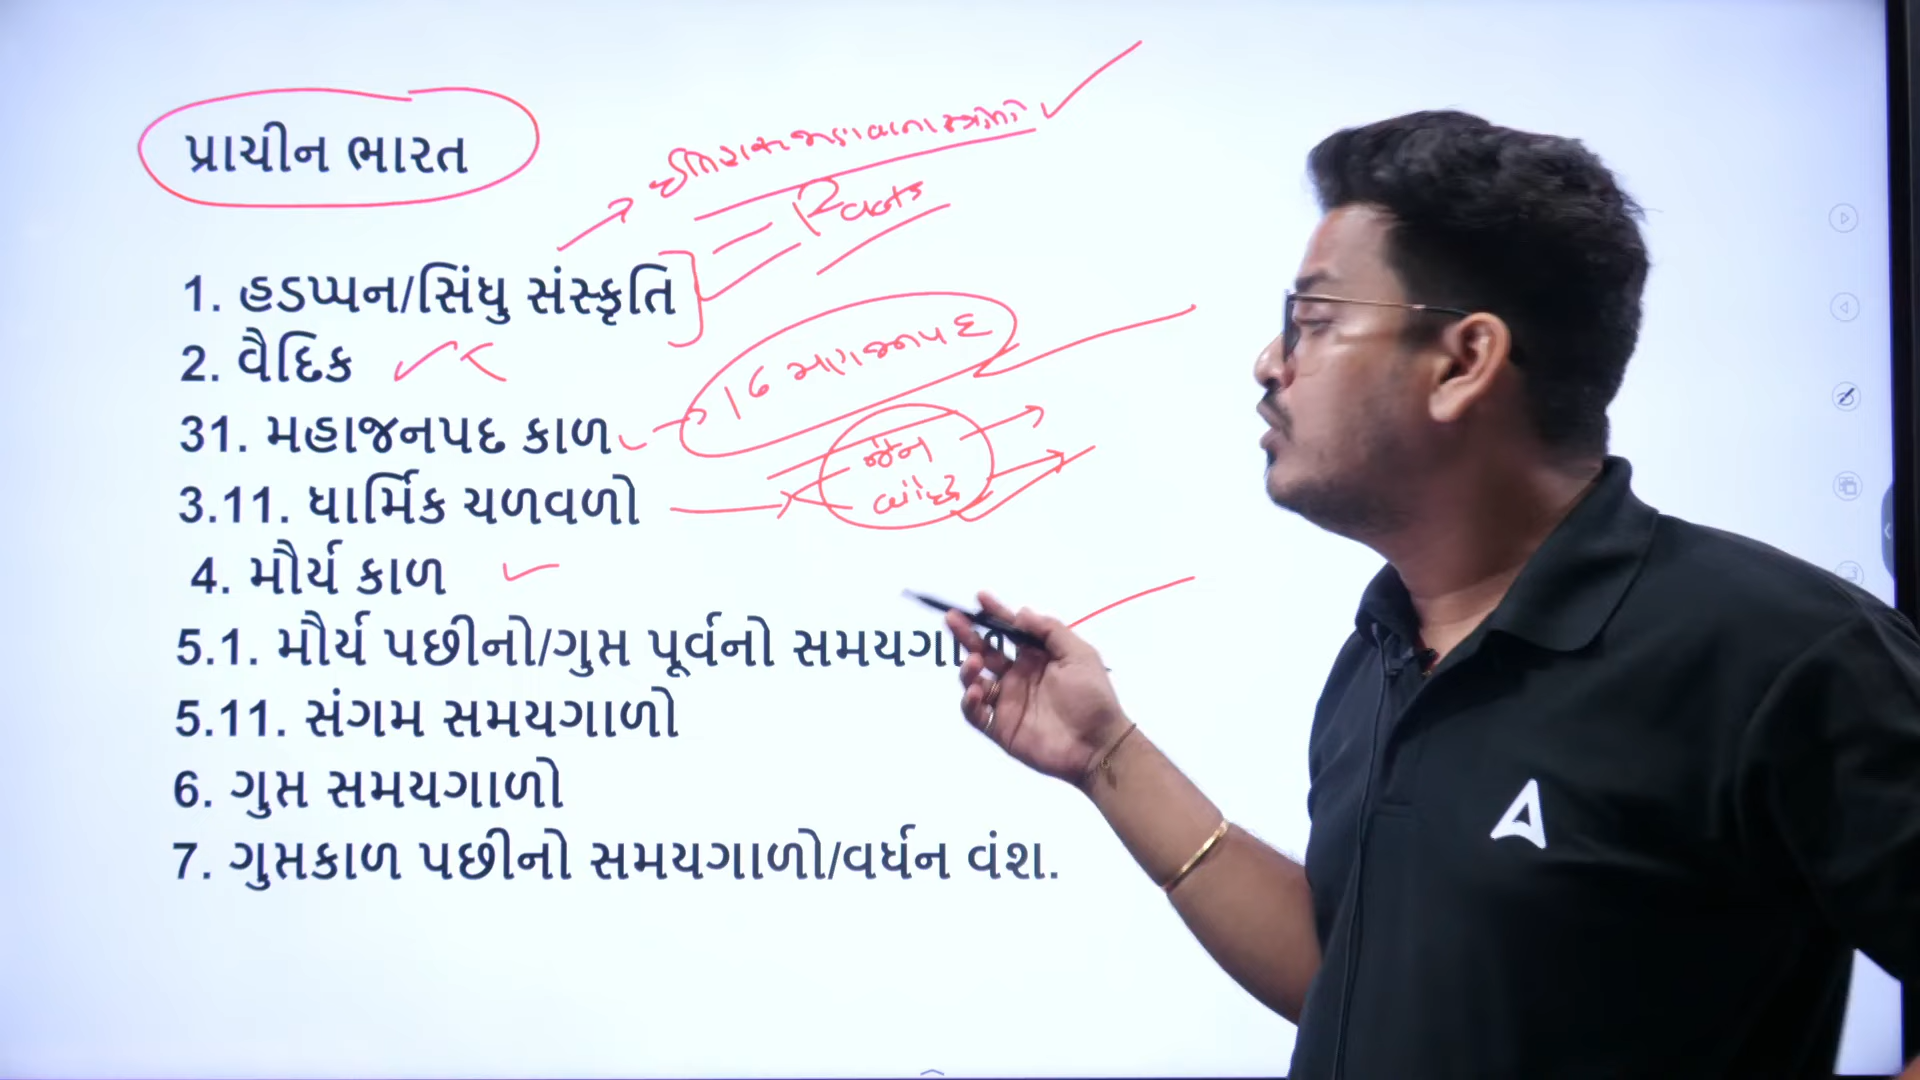 પ્રાચીન ભારત
ઈતિહાસ જાણવાના સ્ત્રોતો
Roots
1. હડપ્પન/સિંધુ સંસ્કૃતિ
2. વૈદિક
16 મહાજનપદ
31. મહાજનપદ કાળ
જૈન
બૌદ્ધ
3.11. ધાર્મિક ચળવળો
4. મૌર્ય કાળ
5.1. મૌર્ય પછીનો/ગુપ્ત પૂર્વનો
5.11. સંગમ સમયગાળો
6. ગુપ્ત સમયગાળો
7. ગુપ્તકાળ પછીનો સમયગાળો/વર્ધન વંશ.